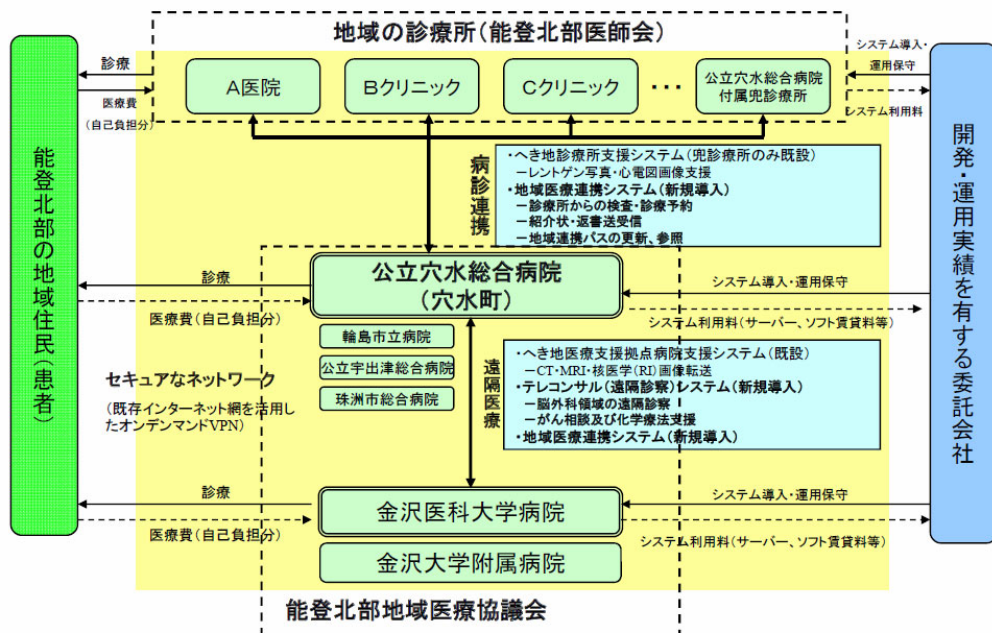 地域の診療所(能登北部医師会)
A医院
Bクリニック
Cクリニック
・・・
公立穴水総合病院
付属兜診療所
診療
医療費
(自己負担分)
システム導入・
運用保守
システム利用料
能登北部の地域住民(患者)
開発・運用実績を有する委託会社
病診連携
・へき地診療所支援システム(兜診療所のみ既設)
−レントゲン写真・心電図画像支援
・地域医療連携システム(新規導入)
−診療所からの検査・診療予約
−紹介状・返書送受信
−地域連携パスの更新、参照
公立穴水総合病院
(穴水町)
診療
医療費(自己負担分)
システム導入・運用保守
システム利用料(サーバー、ソフト賃貸料等)
輪島市立病院
公立宇出津総合病院
珠洲市総合病院
セキュアなネットワーク
(既存インターネット網を活用し
たオンデマンドVPN)
遠隔医療
・へき地医療支援拠点病院支援システム(既設)
−CT・MRI・核医学(RI)画像転送
・テレコンサル(遠隔診察)システム(新規導入)
−脳外科領域の遠隔診察
−がん相談及び化学療法支援
・地域医療連携システム(新規導入)
診療
医療費(自己負担分)
金沢医科大学病院
金沢大学附属病院
システム導入・運用保守
システム利用料(サーバー、ソフト賃貸料等)
能登北部地域医療協議会